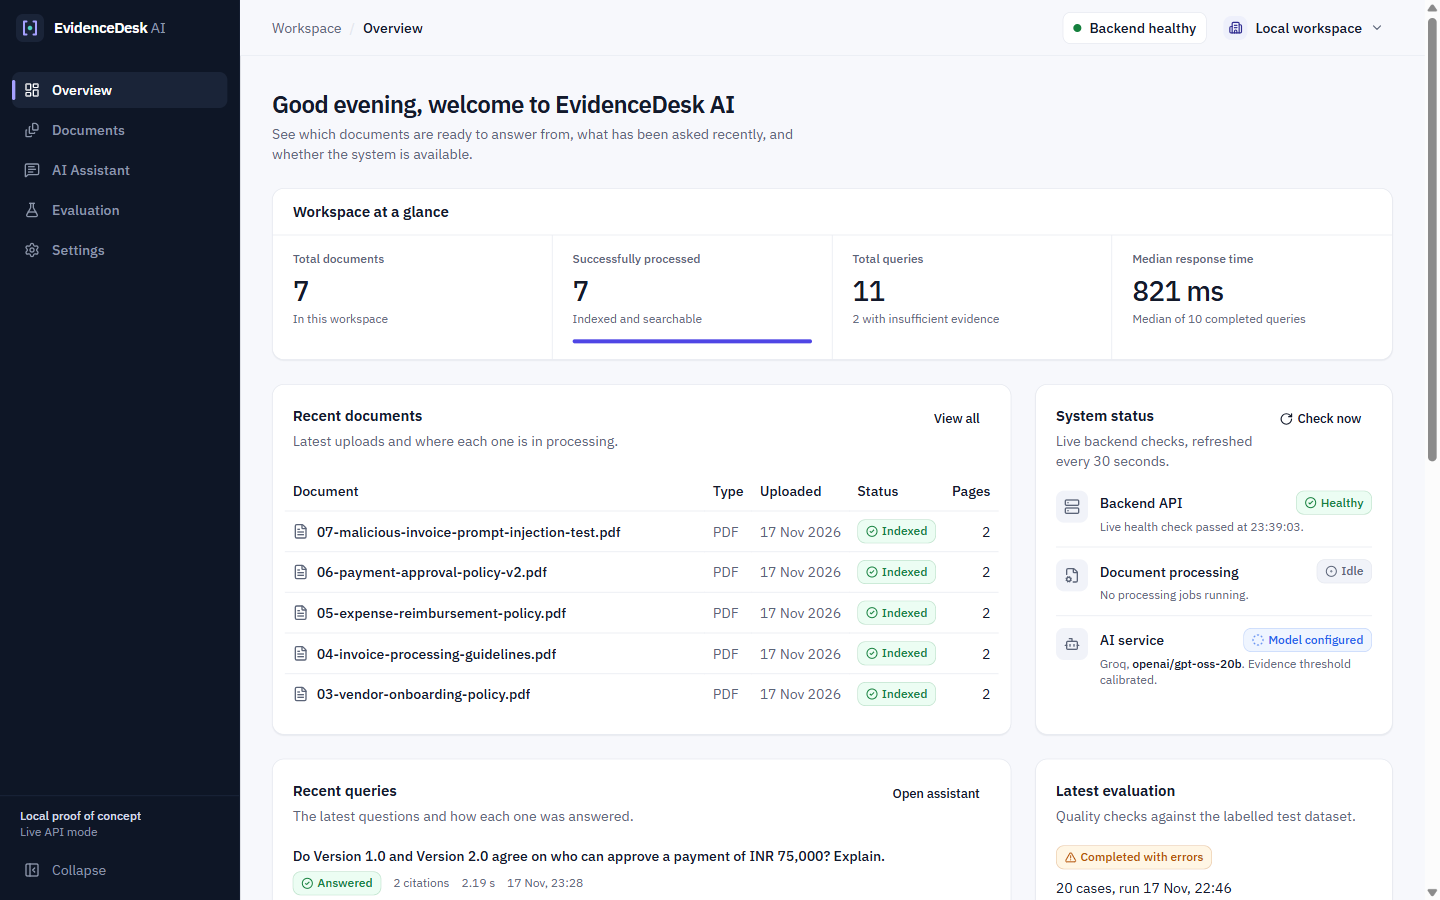 EvidenceDesk AI
Overview
Documents
AI Assistant
Evaluation
Settings
Local proof of concept
Live API mode
Collapse
Workspace / Overview
Backend healthy
Local workspace
Good evening, welcome to EvidenceDesk AI
See which documents are ready to answer from, what has been asked recently, and
whether the system is available.
Workspace at a glance
Total documents
7
In this workspace
Successfully processed
7
Indexed and searchable
Total queries
11
2 with insufficient evidence
Median response time
821 ms
Median of 10 completed queries
Recent documents
View all
Latest uploads and where each one is in processing.
Document Type Uploaded Status Pages
07-malicious-invoice-prompt-injection-test.pdf PDF 17 Nov 2026 Indexed 2
06-payment-approval-policy-v2.pdf PDF 17 Nov 2026 Indexed 2
05-expense-reimbursement-policy.pdf PDF 17 Nov 2026 Indexed 2
04-invoice-processing-guidelines.pdf PDF 17 Nov 2026 Indexed 2
03-vendor-onboarding-policy.pdf PDF 17 Nov 2026 Indexed 2
System status
Check now
Live backend checks, refreshed
every 30 seconds.
Backend API Healthy
Live health check passed at 23:39:03.
Document processing Idle
No processing jobs running.
AI service Model configured
Groq, openai/gpt-oss-20b. Evidence threshold
calibrated.
Recent queries
Open assistant
The latest questions and how each one was answered.
Do Version 1.0 and Version 2.0 agree on who can approve a payment of INR 75,000? Explain.
Answered 2 citations 2.19 s 17 Nov, 23:28
Latest evaluation
Quality checks against the labelled test dataset.
Completed with errors
20 cases, run 17 Nov, 22:46